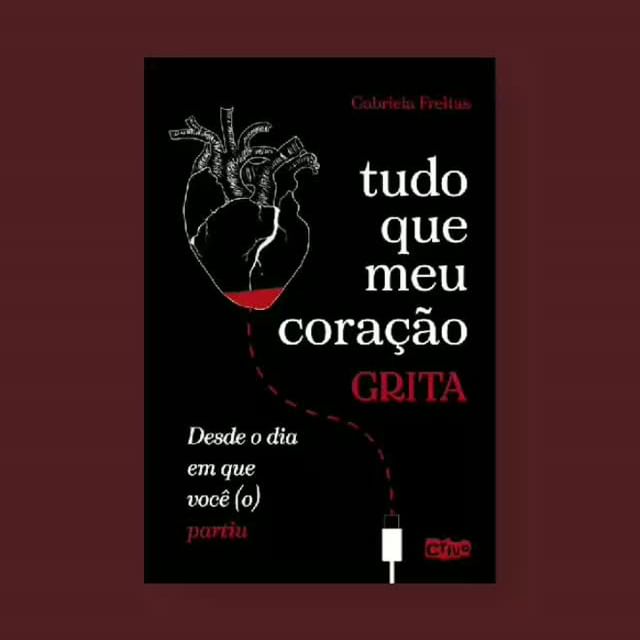 Gabriela Freitas
tudo
que
meu
coração
GRITA
Desde o dia
em que
você (o)
partiu
Crivo